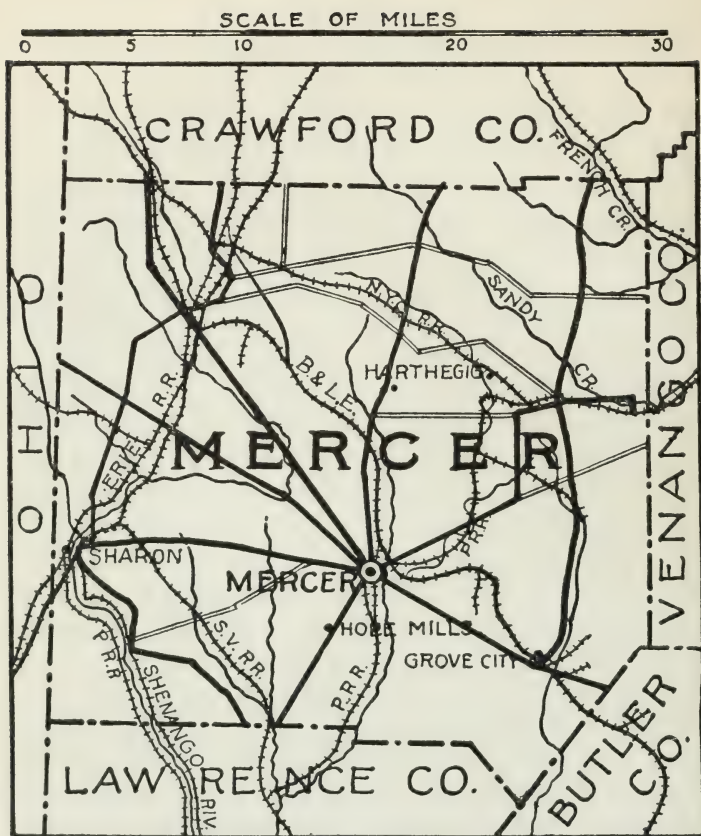 SCALE OF MILES
0 5 10 20 30
CRAWFORD CO.
FRENCH CR.
OHIO
N.Y.C. R.R.
SANDY CR.
HARTHEGIG
B. & L.E.
ERIE R.R.
MERCER
VENANGO CO.
P.R.R.
SHARON
MERCER
HOPE MILLS
S.V. R.R.
GROVE CITY
P.R.R.
P.R.R.
SHENANGO RIV.
LAWRENCE CO.
BUTLER CO.